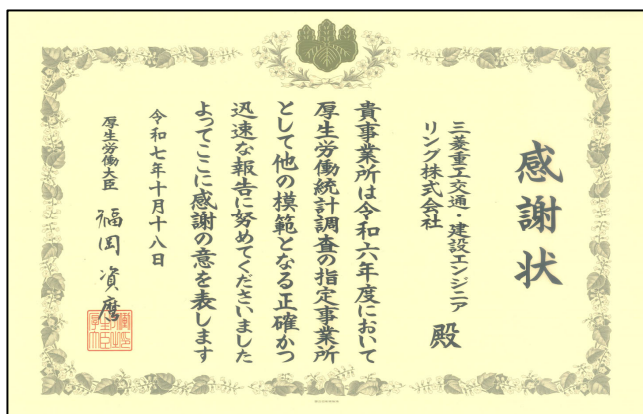 感謝状
三菱重工交通・建設エンジニア
リング株式会社
殿
貴事業所は令和六年度において
厚生労働統計調査の指定事業所
として他の模範となる正確かつ
迅速な報告に努めてくださいました
よってここに感謝の意を表します
令和七年十月十八日
厚生労働大臣
福岡資麿